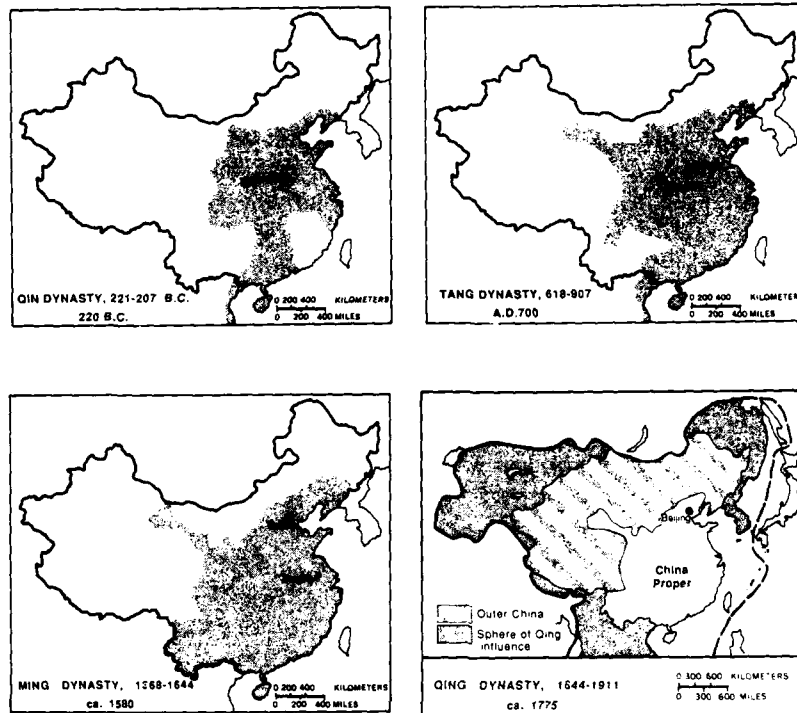 QIN DYNASTY, 221-207 B.C.
220 B.C.
0 200 400 KILOMETERS
0 200 400 MILES
TANG DYNASTY, 618-907
A.D.700
0 200 400 KILOMETERS
0 200 400 MILES
MING DYNASTY, 1368-1644
ca. 1580
0 200 400 KILOMETERS
0 200 400 MILES
Beijing
China
Proper
Outer China
Sphere of Qing
influence
QING DYNASTY, 1644-1911
ca. 1775
0 300 600 KILOMETERS
0 300 600 MILES